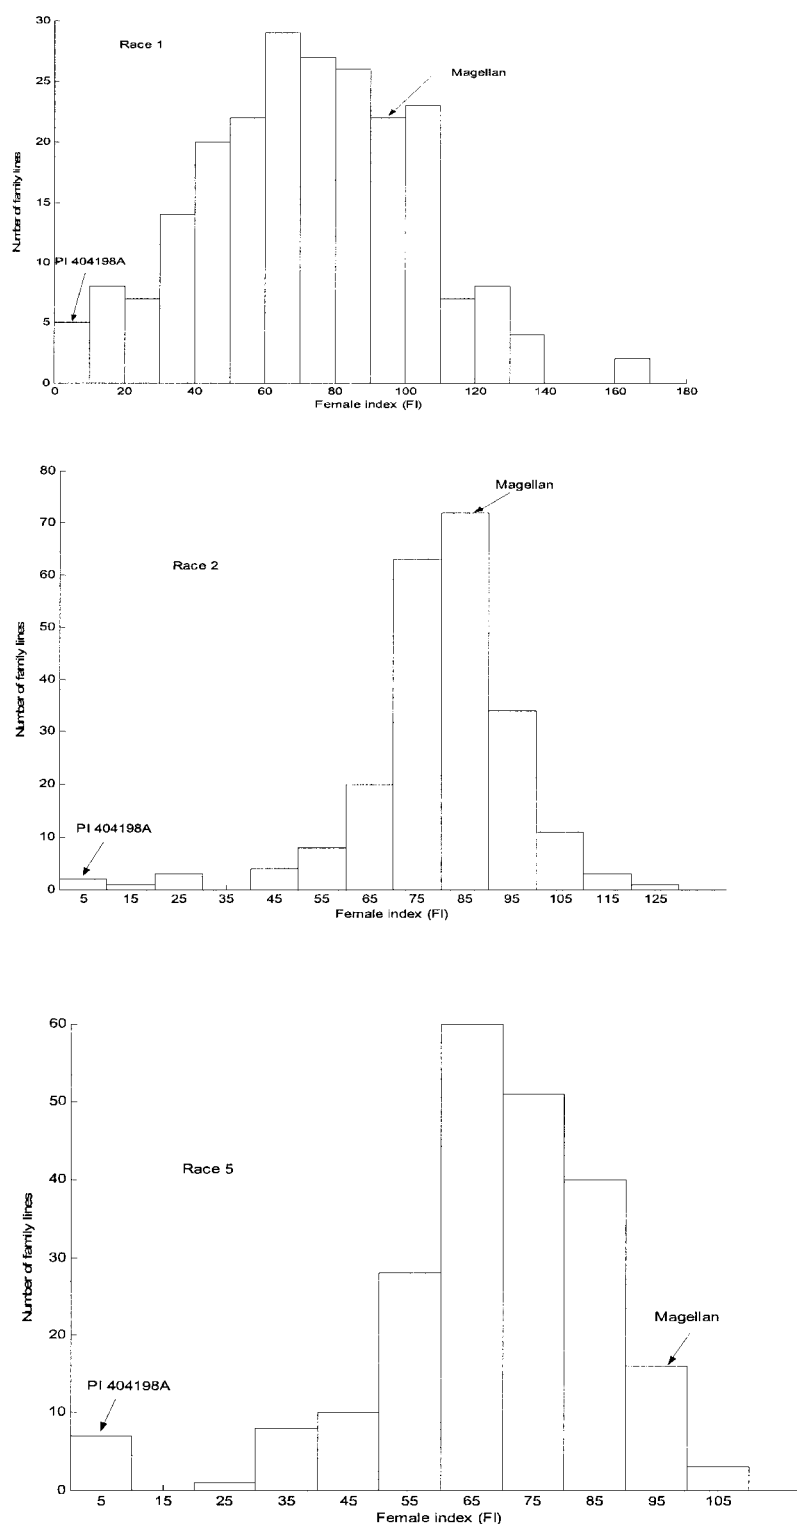 30
Race 1
25
Magellan
20
15
10
PI 404198A
5
0
Number of family lines
0 20 40 60 80 100 120 140 160 180
Female index (FI)
80
Magellan
70
Race 2
60
50
40
30
20
10
PI 404198A
0
Number of family lines
5 15 25 35 45 55 65 75 85 95 105 115 125
Female index (FI)
60
50
Race 5
40
30
20
Magellan
10
PI 404198A
0
Number of family lines
5 15 25 35 45 55 65 75 85 95 105
Female index (FI)